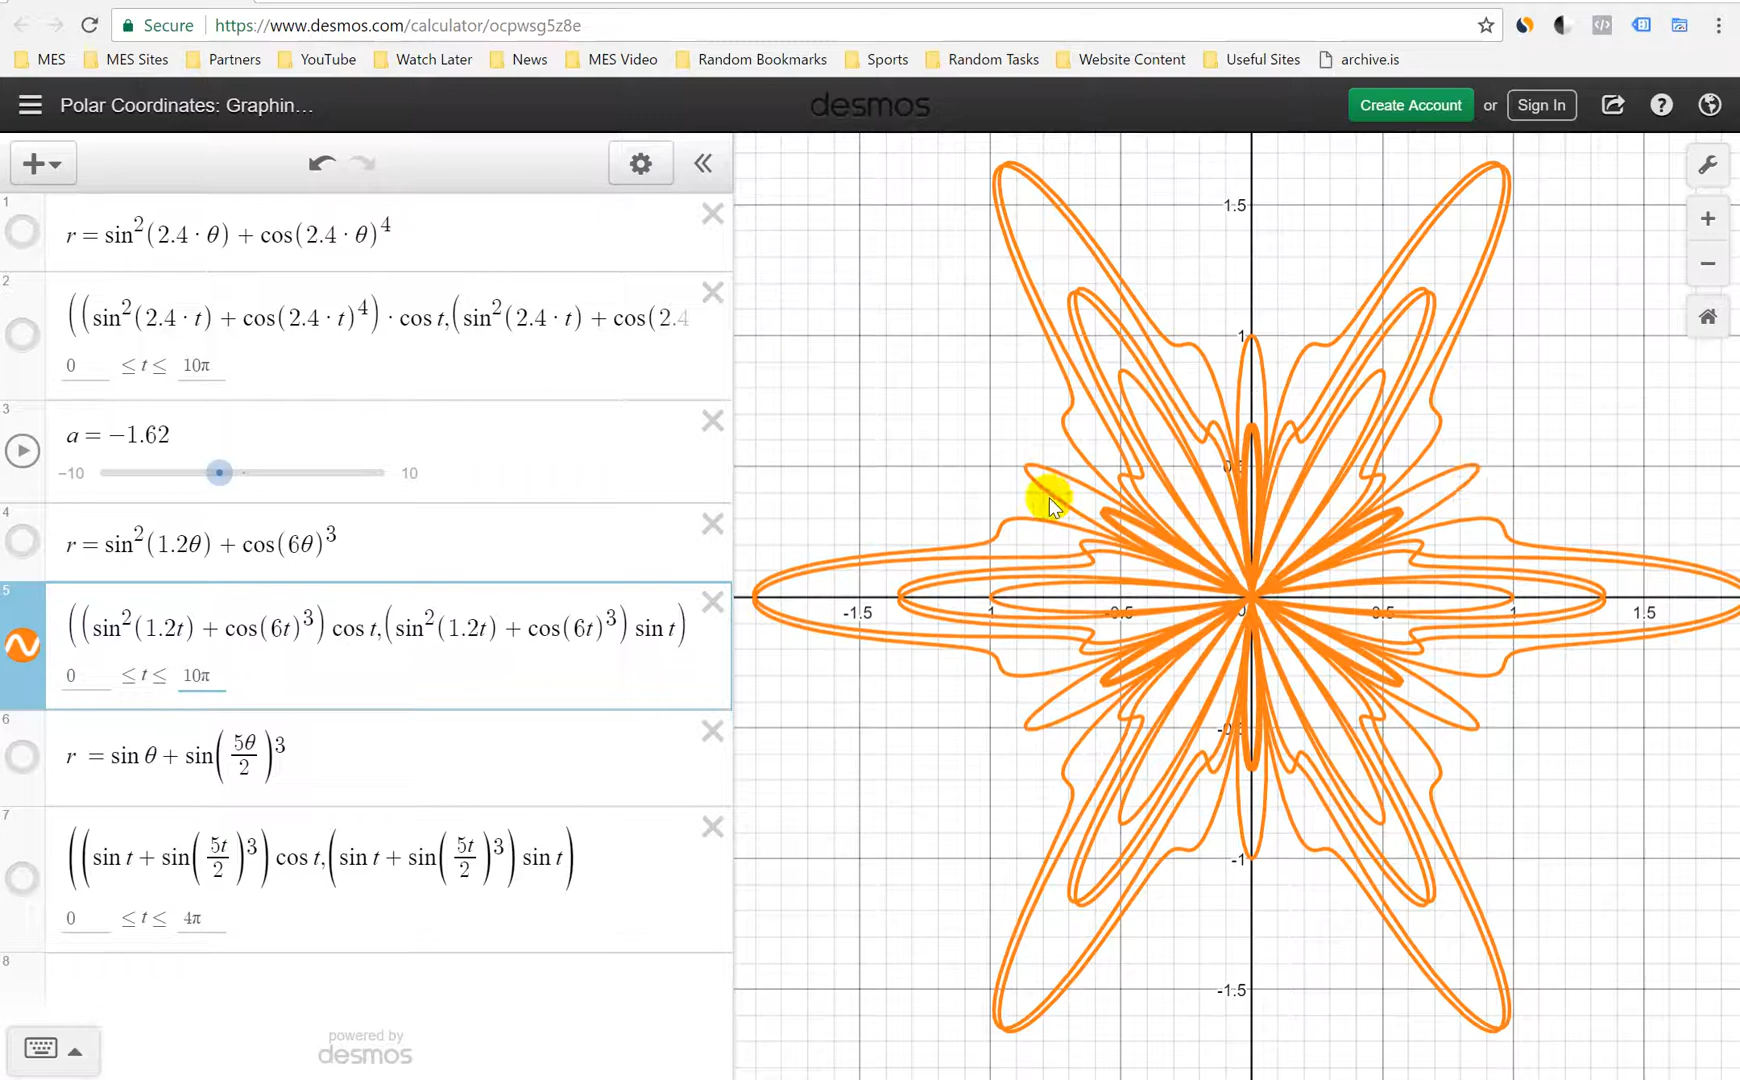 Secure https://www.desmos.com/calculator/ocpwsg5z8e
MES MES Sites Partners YouTube Watch Later News MES Video Random Bookmarks Sports Random Tasks Website Content Useful Sites archive.is
Polar Coordinates: Graphin… desmos Create Account or Sign In
1
r = sin²(2.4 · θ) + cos(2.4 · θ)⁴
2
((sin²(2.4 · t) + cos(2.4 · t)⁴) · cos t,(sin²(2.4 · t) + cos(2.4
0 ≤ t ≤ 10π
3
a = −1.62
−10 10
4
r = sin²(1.2θ) + cos(6θ)³
5
((sin²(1.2t) + cos(6t)³) cos t,(sin²(1.2t) + cos(6t)³) sin t)
0 ≤ t ≤ 10π
6
r = sin θ + sin(5θ/2)³
7
((sin t + sin(5t/2)³) cos t,(sin t + sin(5t/2)³) sin t)
0 ≤ t ≤ 4π
8
powered by
desmos
1.5
1
-1.5 0 1 1.5
-1
-1.5